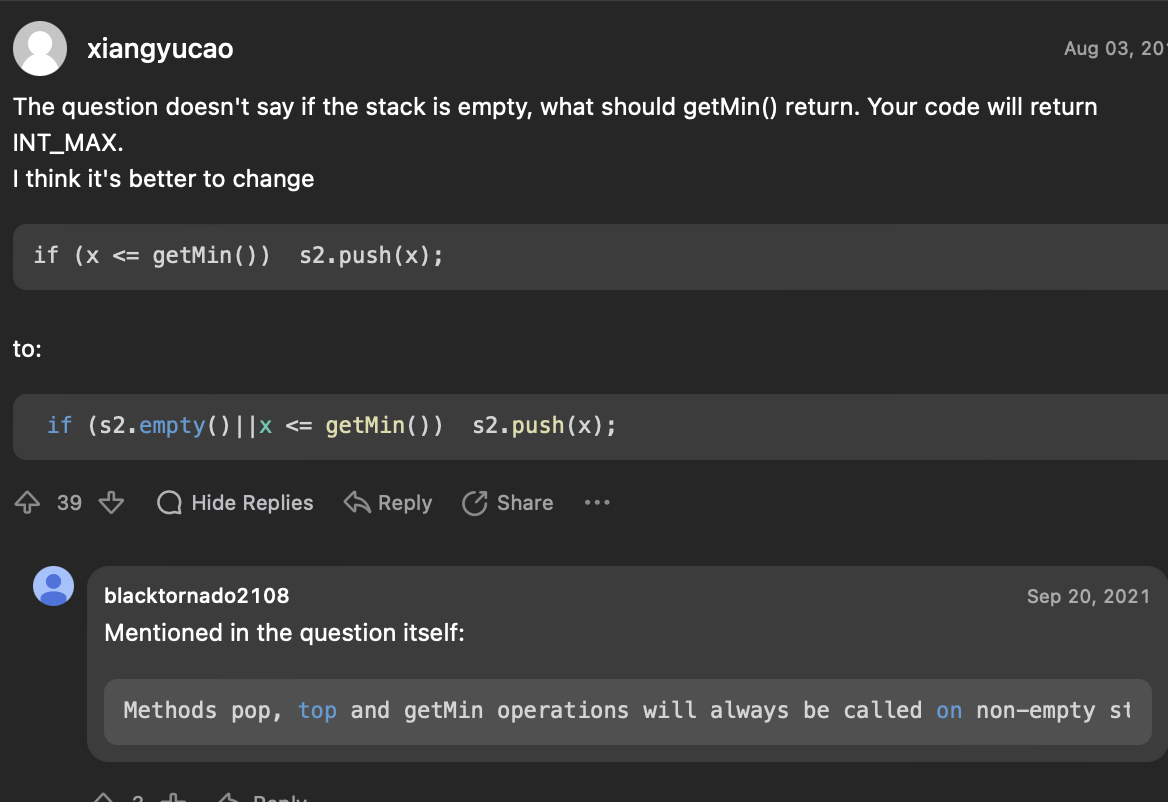 xiangyucao
Aug 03, 20
The question doesn't say if the stack is empty, what should getMin() return. Your code will return
INT_MAX.
I think it's better to change
if (x <= getMin())  s2.push(x);
to:
if (s2.empty()||x <= getMin())  s2.push(x);
39 Hide Replies Reply Share ...
blacktornado2108
Sep 20, 2021
Mentioned in the question itself:
Methods pop, top and getMin operations will always be called on non-empty st
Reply